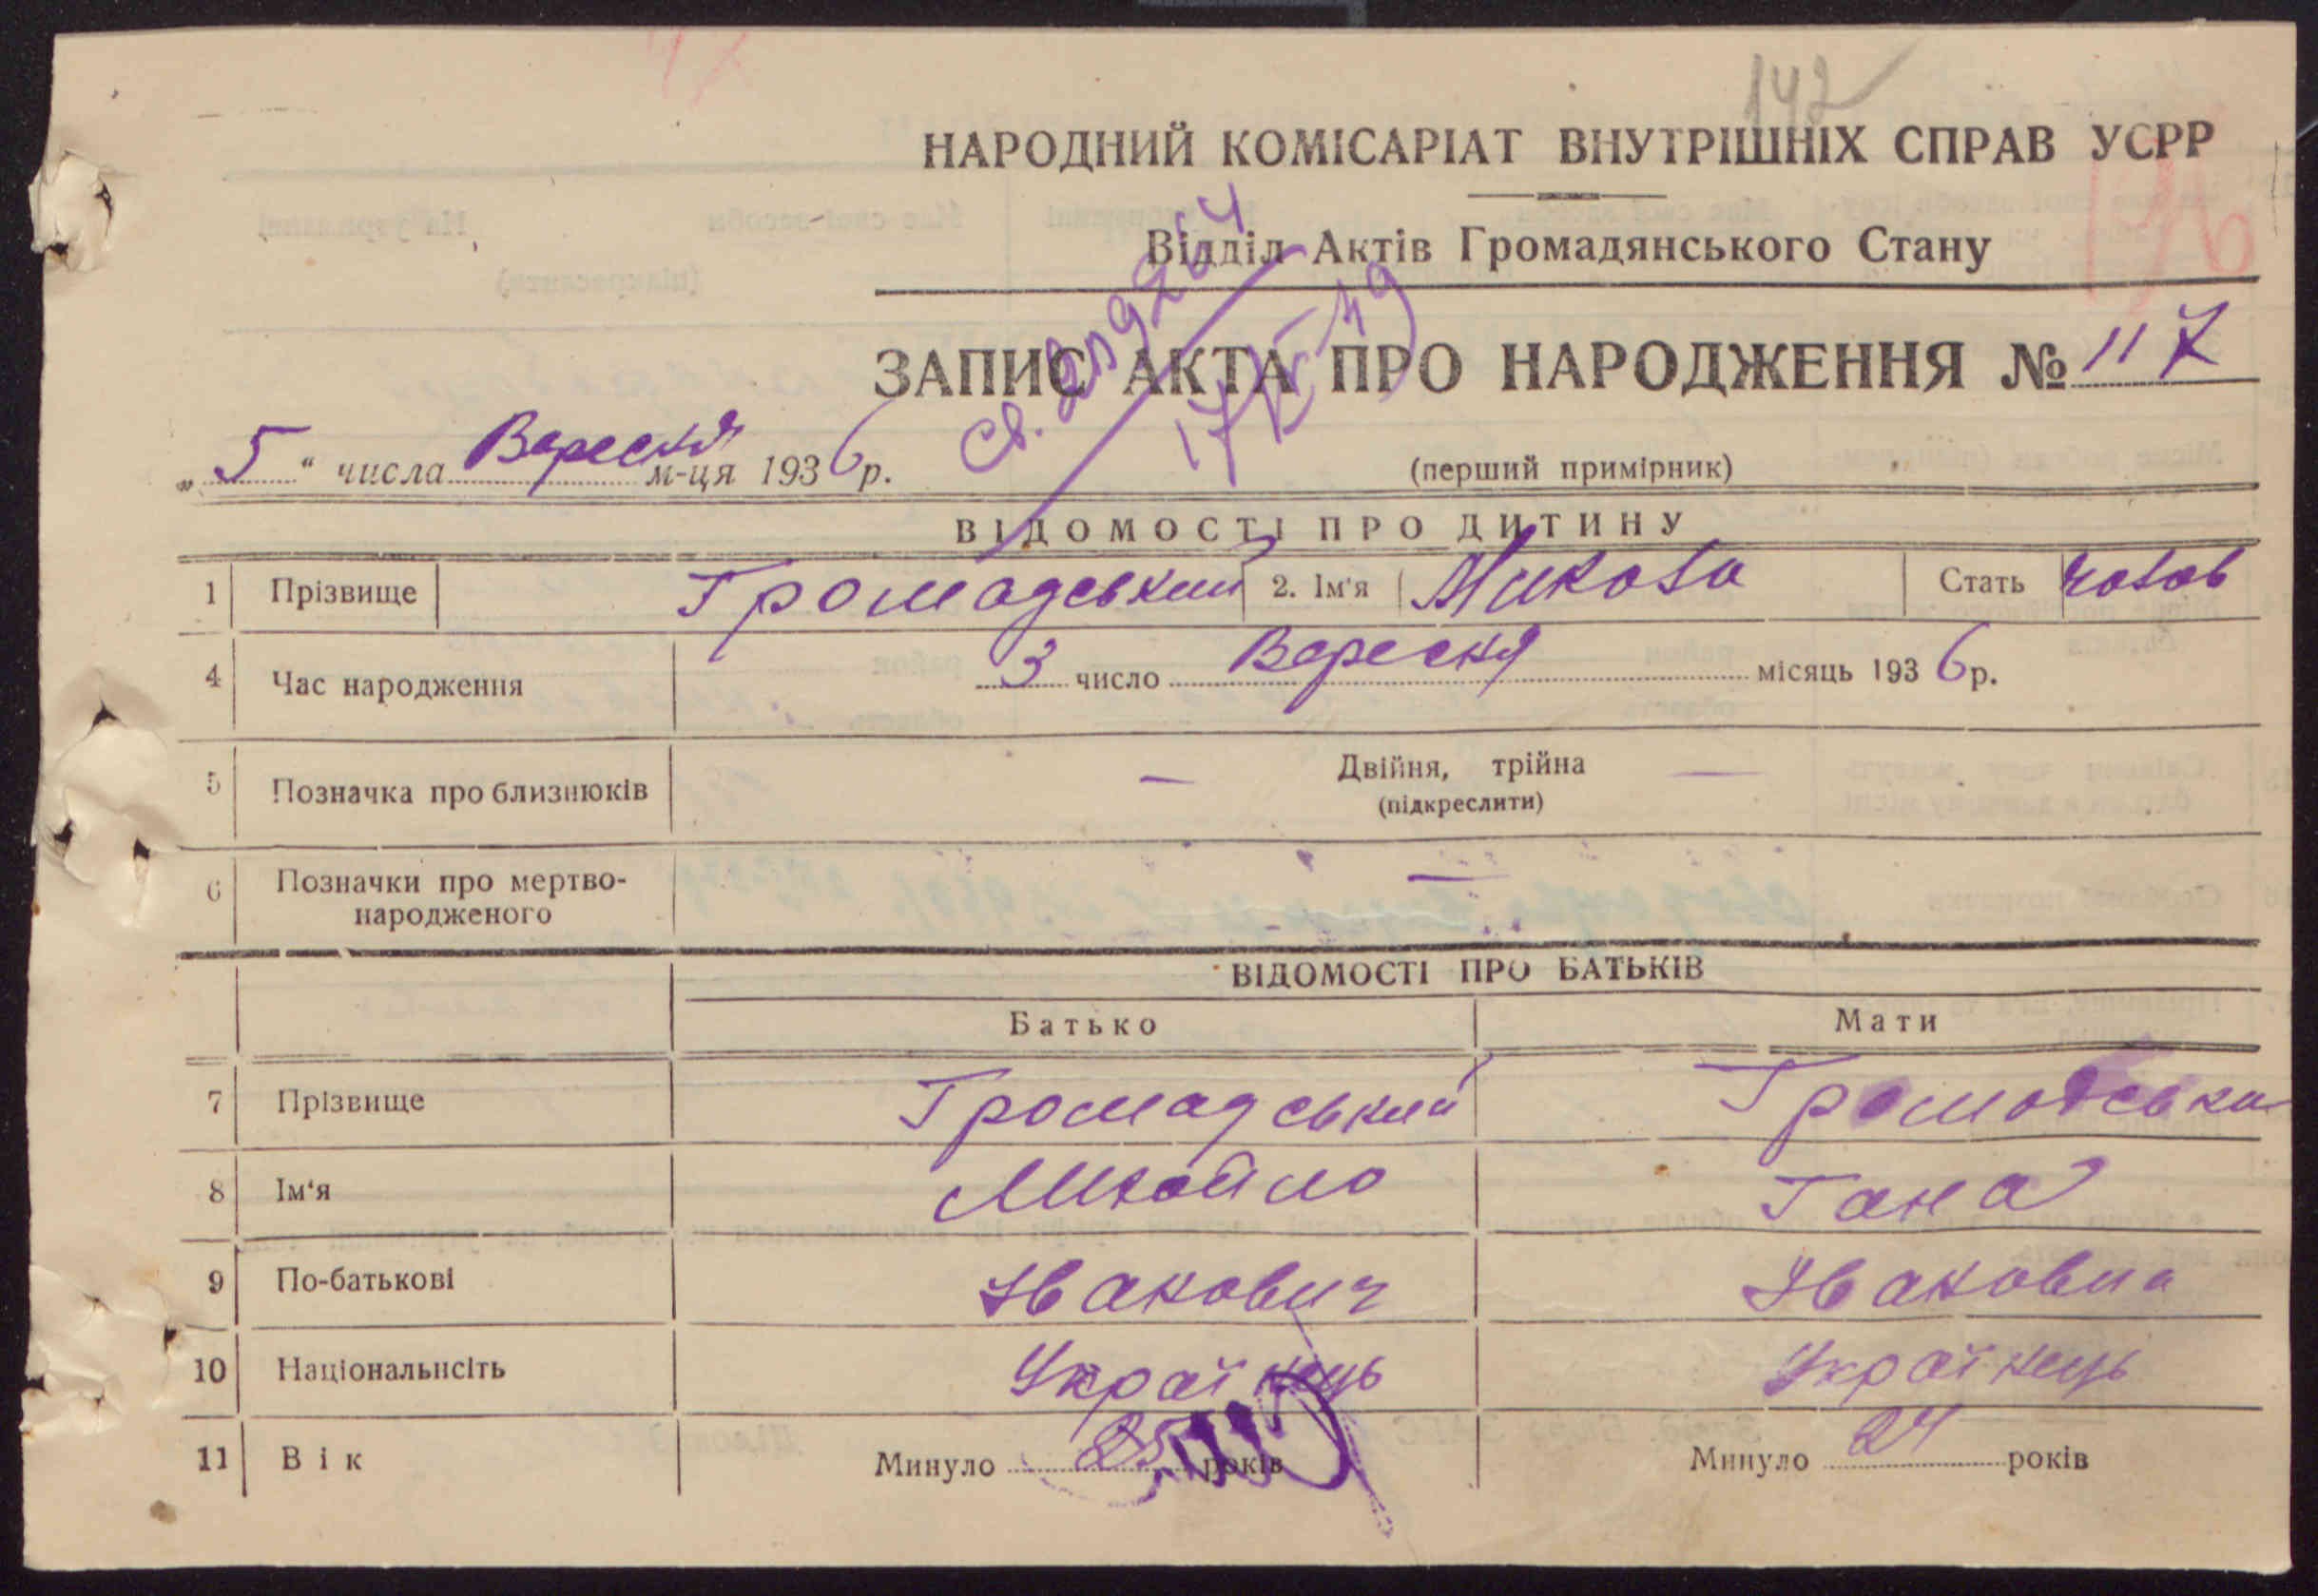 142
НАРОДНИЙ КОМІСАРІАТ ВНУТРІШНІХ СПРАВ УСРР
Відділ Актів Громадянського Стану
ЗАПИС АКТА ПРО НАРОДЖЕННЯ № 117
„ 5 “ числа Вересня м-ця 1936 р.
(перший примірник)
ВІДОМОСТІ ПРО ДИТИНУ
1 Прізвище Громадський 2. Ім'я Микола Стать чолов
4 Час народження 3 число Вересня місяць 1936 р.
5 Позначка про близнюків — Двійня, трійна —
(підкреслити)
6 Позначки про мертво-
народженого —
ВІДОМОСТІ ПРО БАТЬКІВ
Батько Мати
7 Прізвище Громадський Громадська
8 Ім'я Михайло Гана
9 По-батькові Іванович Івановна
10 Національнсіть Українець Українець
11 Вік Минуло 25 років Минуло 24 років